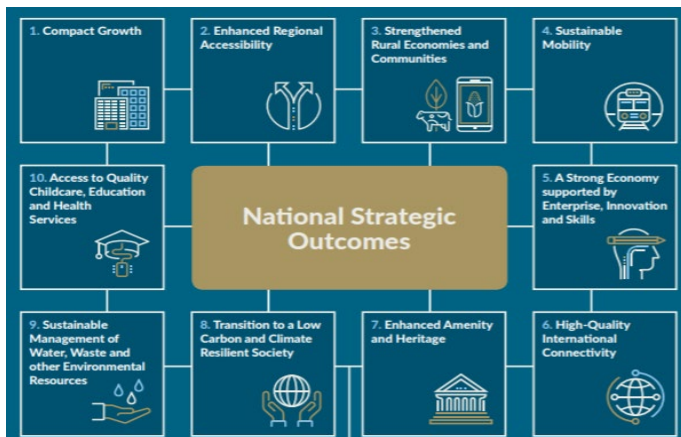 1. Compact Growth
2. Enhanced Regional
Accessibility
3. Strengthened
Rural Economies and
Communities
4. Sustainable
Mobility
10. Access to Quality
Childcare, Education
and Health
Services
National Strategic
Outcomes
5. A Strong Economy
supported by
Enterprise, Innovation
and Skills
9. Sustainable
Management of
Water, Waste and
other Environmental
Resources
8. Transition to a Low
Carbon and Climate
Resilient Society
7. Enhanced Amenity
and Heritage
6. High-Quality
International
Connectivity